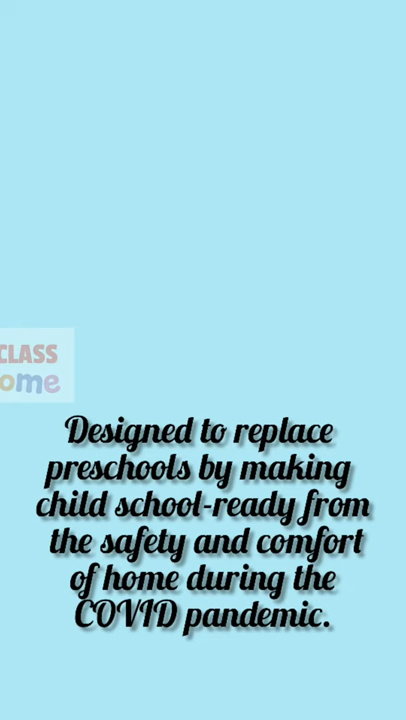 CLASS
ome
Designed to replace
preschools by making
child school-ready from
the safety and comfort
of home during the
COVID pandemic.